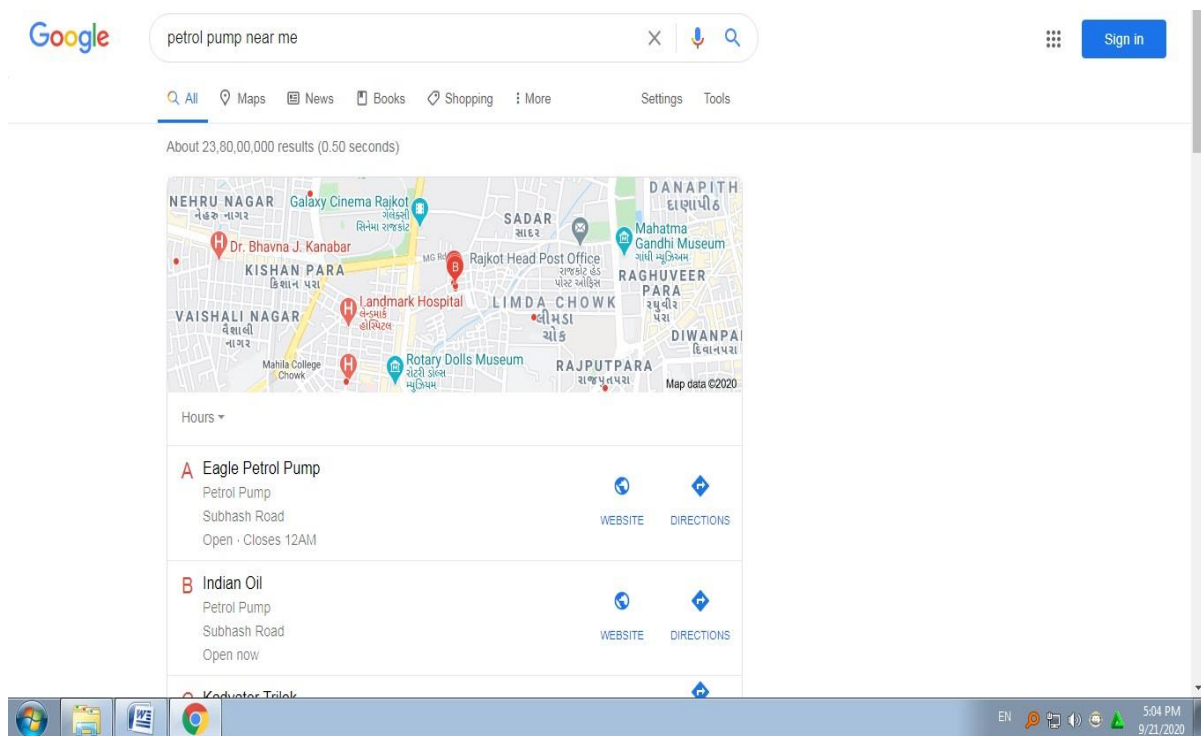 Google
petrol pump near me
Sign in
All Maps News Books Shopping More Settings Tools
About 23,80,00,000 results (0.50 seconds)
DANAPITH
દાણાપીઠ
NEHRU NAGAR
નેહરુ નાગર
Galaxy Cinema Rajkot
ગેલેક્સી
સિનેમા રાજકોટ
SADAR
સાદર
Mahatma
Gandhi Museum
ગાંધી મ્યુઝિયમ
Dr. Bhavna J. Kanabar
MG Rd
B
Rajkot Head Post Office
રાજકોટ હેડ
પોસ્ટ ઓફિસ
KISHAN PARA
કિશાન પરા
RAGHUVEER
PARA
રઘુવીર
પરા
Landmark Hospital
લેન્ડમાર્ક
હોસ્પિટલ
LIMDA CHOWK
લીમડા
ચોક
VAISHALI NAGAR
વૈશાલી
નાગર
DIWANPA
દિવાનપરા
Mahila College
Chowk
Rotary Dolls Museum
રોટરી ડોલ્સ
મ્યુઝિયમ
RAJPUTPARA
રાજપુતપરા
Map data ©2020
Hours
A Eagle Petrol Pump
Petrol Pump
Subhash Road
Open · Closes 12AM
WEBSITE DIRECTIONS
B Indian Oil
Petrol Pump
Subhash Road
Open now
WEBSITE DIRECTIONS
EN 5:04 PM
9/21/2020